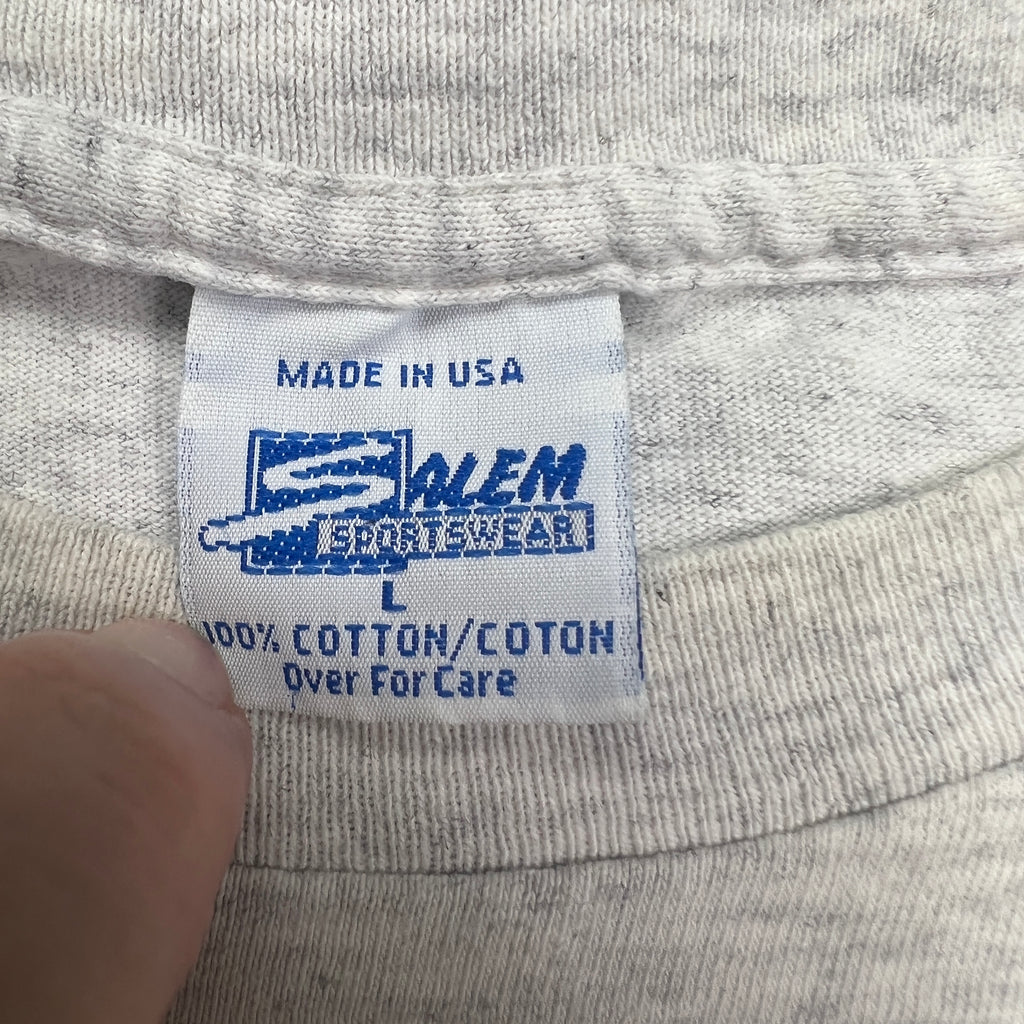 MADE IN USA
SALEM
SPORTSWEAR
L
100% COTTON/COTON
Over For Care